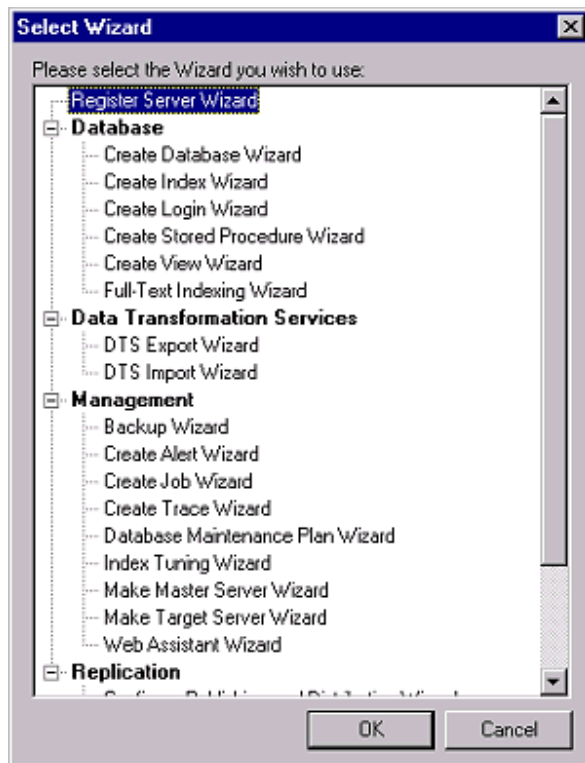 Select Wizard
Please select the Wizard you wish to use:
Register Server Wizard
Database
Create Database Wizard
Create Index Wizard
Create Login Wizard
Create Stored Procedure Wizard
Create View Wizard
Full-Text Indexing Wizard
Data Transformation Services
DTS Export Wizard
DTS Import Wizard
Management
Backup Wizard
Create Alert Wizard
Create Job Wizard
Create Trace Wizard
Database Maintenance Plan Wizard
Index Tuning Wizard
Make Master Server Wizard
Make Target Server Wizard
Web Assistant Wizard
Replication
OK Cancel